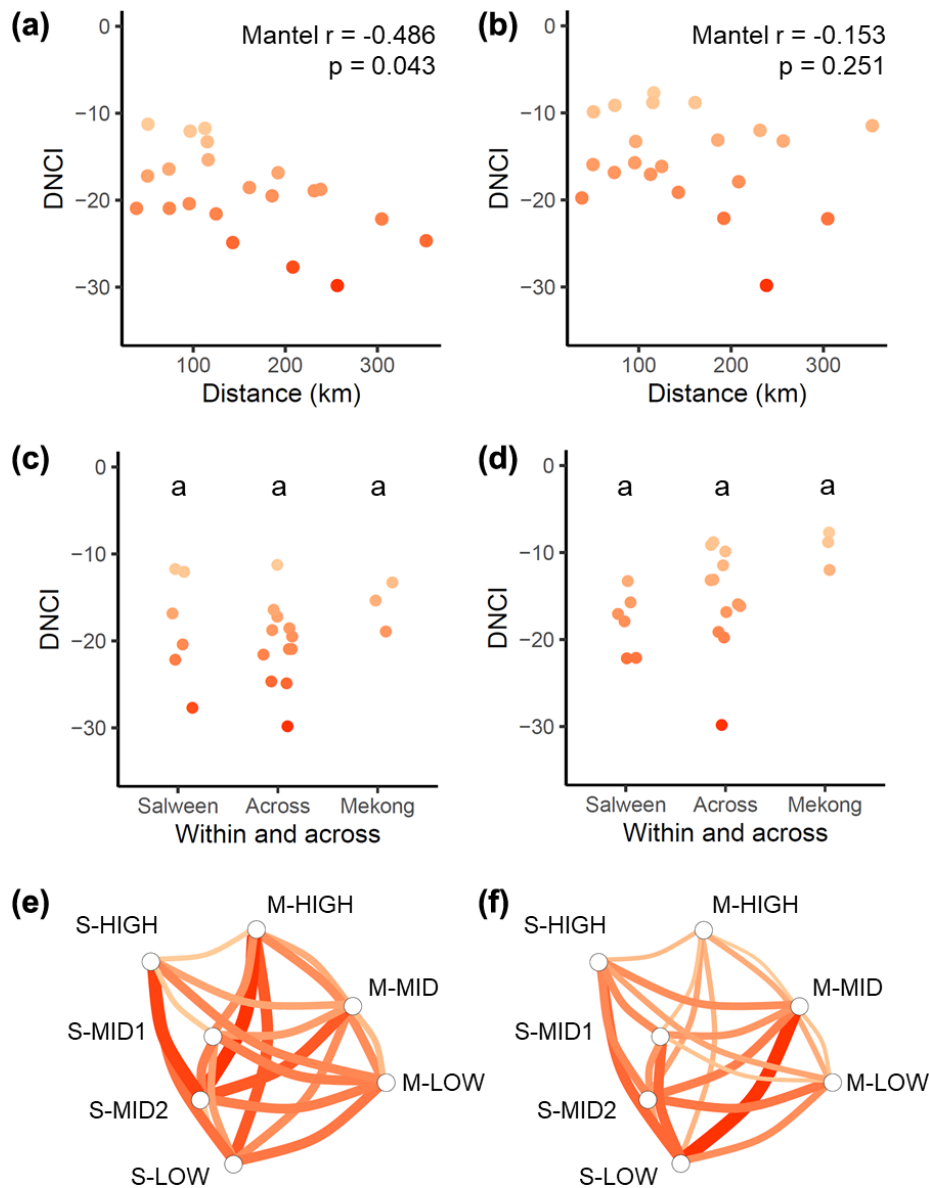 (a)
Mantel r = -0.486
p = 0.043
0
−10
−20
−30
DNCI
100 200 300
Distance (km)
(b)
Mantel r = -0.153
p = 0.251
0
−10
−20
−30
DNCI
100 200 300
Distance (km)
(c)
a a a
0
−10
−20
−30
DNCI
Salween Across Mekong
Within and across
(d)
a a a
0
−10
−20
−30
DNCI
Salween Across Mekong
Within and across
(e)
M-HIGH
S-HIGH
M-MID
S-MID1
M-LOW
S-MID2
S-LOW
(f)
M-HIGH
S-HIGH
M-MID
S-MID1
M-LOW
S-MID2
S-LOW